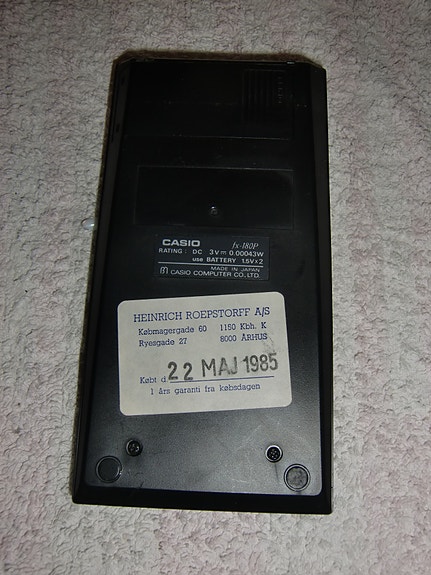 CASIO fx-180P
RATING : DC 3V ⎓ 0.00043W
use BATTERY 1.5V×2
MADE IN JAPAN
m CASIO COMPUTER CO., LTD.
HEINRICH ROEPSTORFF A/S
Købmagergade 60 1150 Kbh. K
Ryesgade 27 8000 ÅRHUS
Købt d. 22 MAJ 1985
1 års garanti fra købsdagen